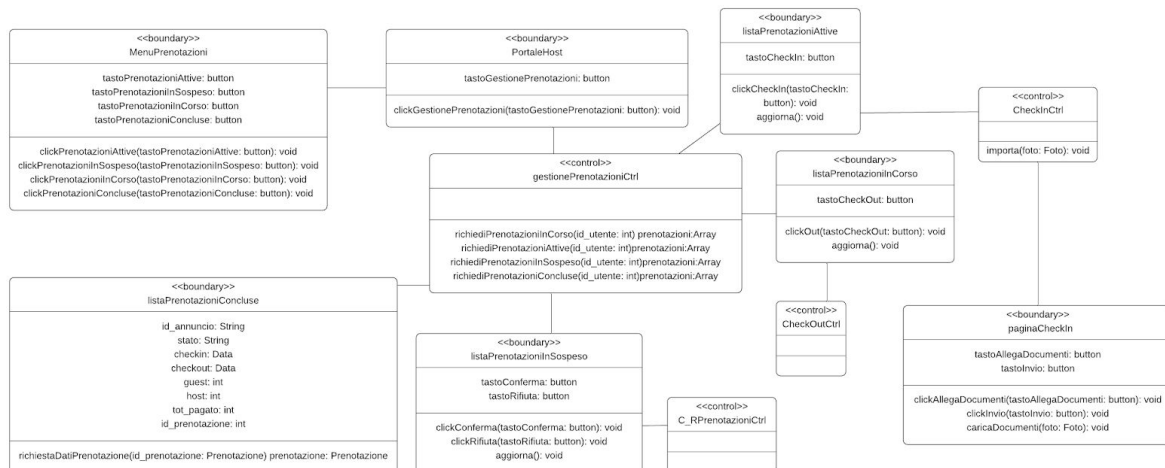 <<boundary>>
MenuPrenotazioni
tastoPrenotazioniAttive: button
tastoPrenotazioniInSospeso: button
tastoPrenotazioniInCorso: button
tastoPrenotazioniConcluse: button
clickPrenotazioniAttive(tastoPrenotazioniAttive: button): void
clickPrenotazioniInSospeso(tastoPrenotazioniInSospeso: button): void
clickPrenotazioniInCorso(tastoPrenotazioniInCorso: button): void
clickPrenotazioniConcluse(tastoPrenotazioniConcluse: button): void
<<boundary>>
PortaleHost
tastoGestionePrenotazioni: button
clickGestionePrenotazioni(tastoGestionePrenotazioni: button): void
<<boundary>>
listaPrenotazioniAttive
tastoCheckIn: button
clickCheckIn(tastoCheckIn:
button): void
aggiorna(): void
<<control>>
CheckInCtrl
importa(foto: Foto): void
<<control>>
gestionePrenotazioniCtrl
richiediPrenotazioniInCorso(id_utente: int) prenotazioni:Array
richiediPrenotazioniAttive(id_utente: int)prenotazioni:Array
richiediPrenotazioniInSospeso(id_utente: int)prenotazioni:Array
richiediPrenotazioniConcluse(id_utente: int)prenotazioni:Array
<<boundary>>
listaPrenotazioniInCorso
tastoCheckOut: button
clickOut(tastoCheckOut: button): void
aggiorna(): void
<<boundary>>
listaPrenotazioniConcluse
id_annuncio: String
stato: String
checkin: Data
checkout: Data
guest: int
host: int
tot_pagato: int
id_prenotazione: int
richiestaDatiPrenotazione(id_prenotazione: Prenotazione) prenotazione: Prenotazione
<<boundary>>
listaPrenotazioniInSospeso
tastoConferma: button
tastoRifiuta: button
clickConferma(tastoConferma: button): void
clickRifiuta(tastoRifiuta: button): void
aggiorna(): void
<<control>>
CheckOutCtrl
<<control>>
C_RPrenotazioniCtrl
<<boundary>>
paginaCheckIn
tastoAllegaDocumenti: button
tastoInvio: button
clickAllegaDocumenti(tastoAllegaDocumenti: button): void
clickInvio(tastoInvio: button): void
caricaDocumenti(foto: Foto): void